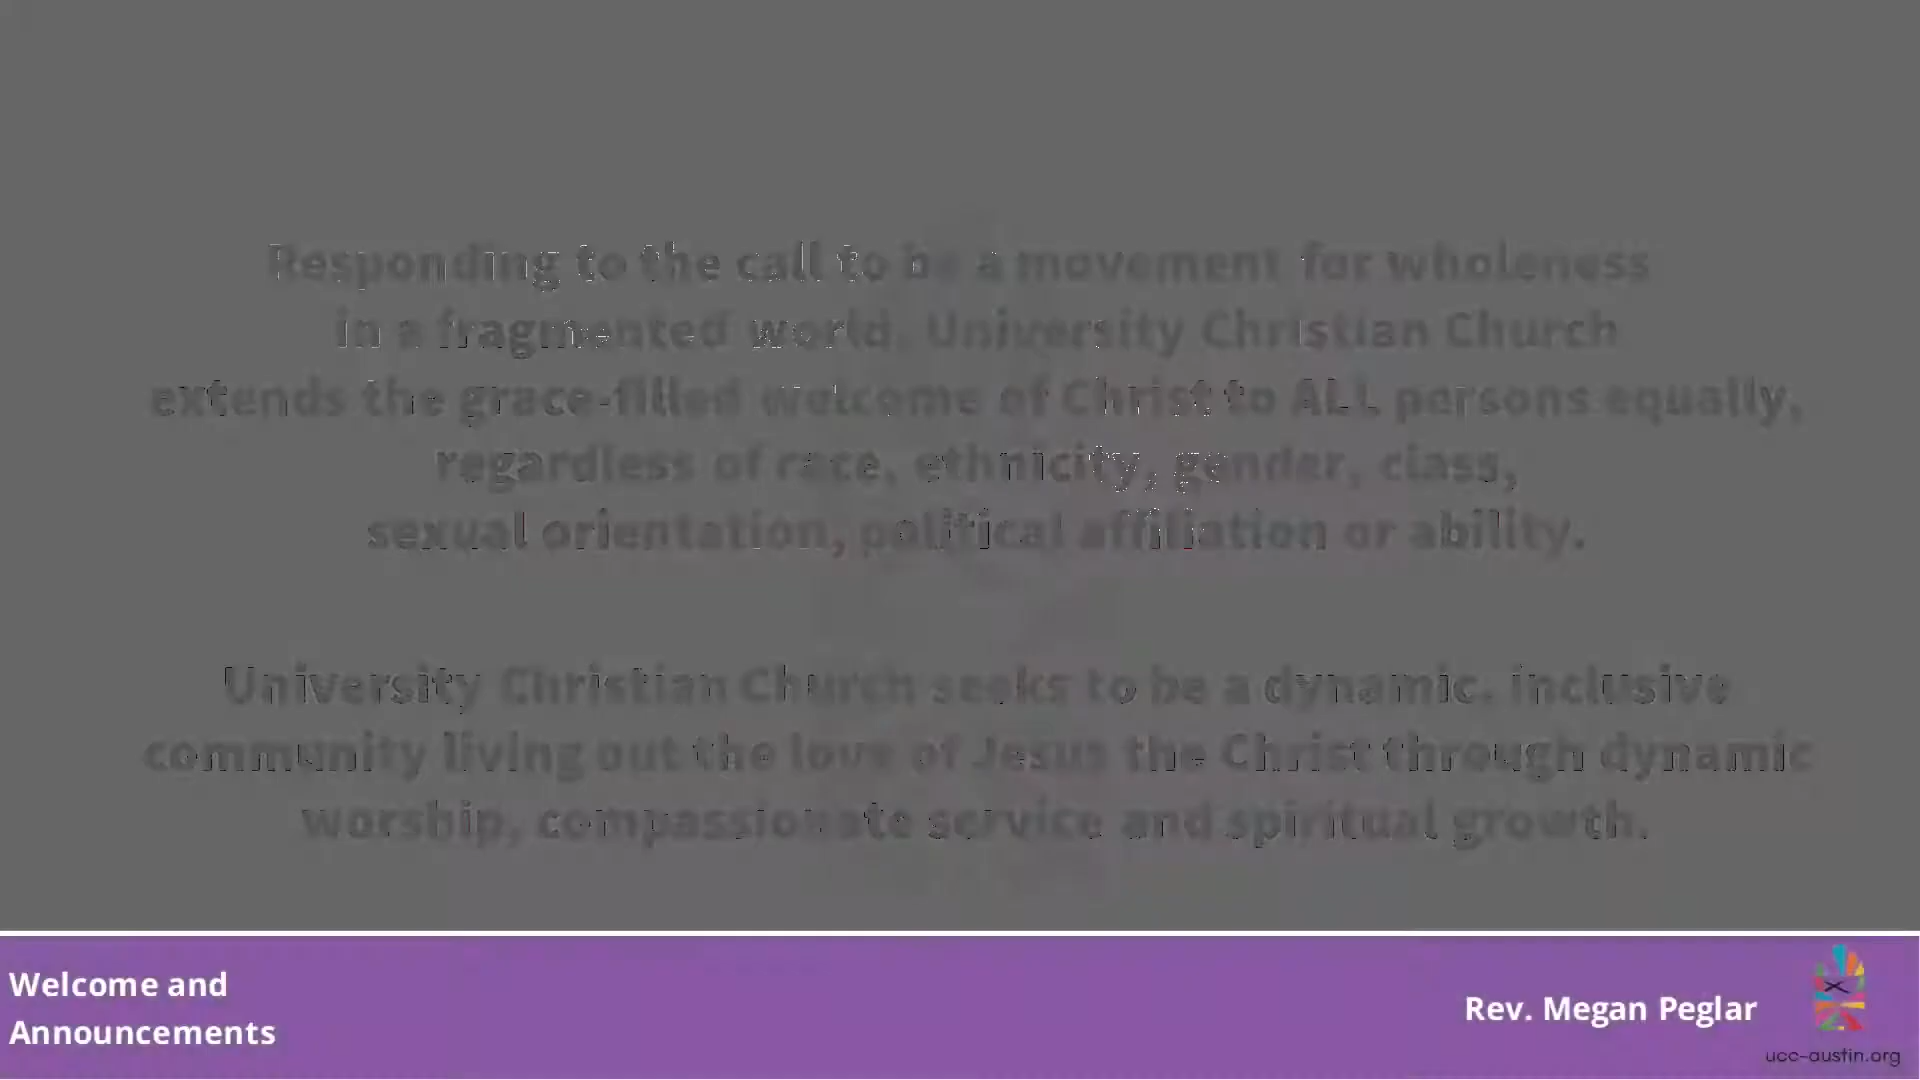 Responding to the call to be a movement for wholeness
in a fragmented world, University Christian Church
extends the grace-filled welcome of Christ to ALL persons equally,
regardless of race, ethnicity, gender, class,
sexual orientation, political affiliation or ability.
University Christian Church seeks to be a dynamic, inclusive
community living out the love of Jesus the Christ through dynamic
worship, compassionate service and spiritual growth.
Welcome and
Announcements
Rev. Megan Peglar
ucc-austin.org